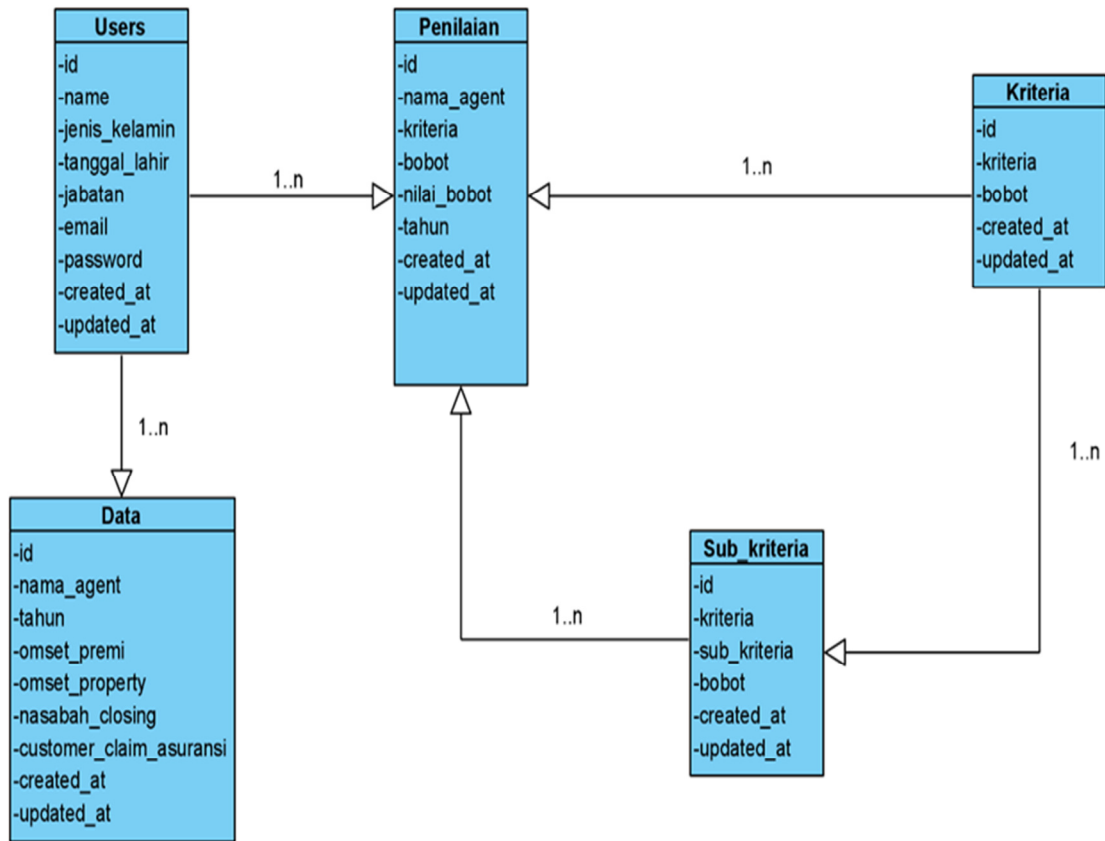 Users
-id
-name
-jenis_kelamin
-tanggal_lahir
-jabatan
-email
-password
-created_at
-updated_at
1..n
Penilaian
-id
-nama_agent
-kriteria
-bobot
-nilai_bobot
-tahun
-created_at
-updated_at
1..n
Kriteria
-id
-kriteria
-bobot
-created_at
-updated_at
1..n
Data
-id
-nama_agent
-tahun
-omset_premi
-omset_property
-nasabah_closing
-customer_claim_asuransi
-created_at
-updated_at
1..n
Sub_kriteria
-id
-kriteria
-sub_kriteria
-bobot
-created_at
-updated_at
1..n